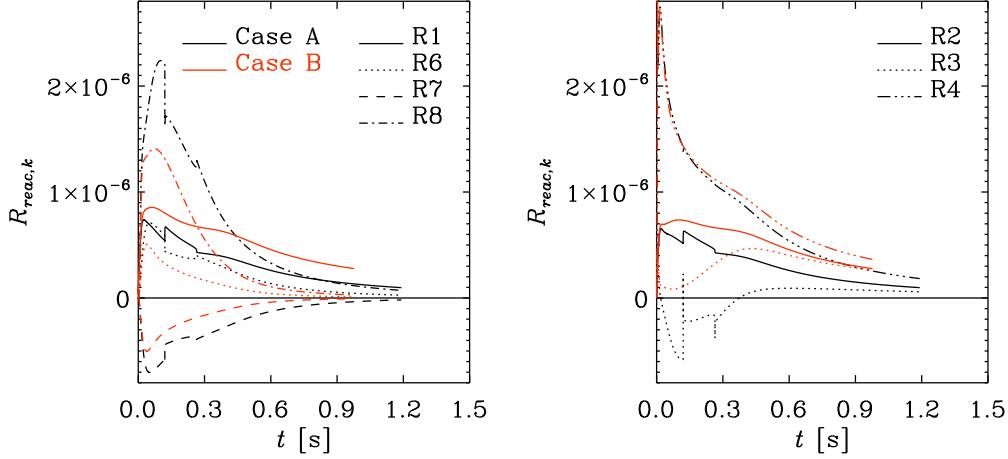 Case A
Case B
R1
R6
R7
R8
2×10⁻⁶
1×10⁻⁶
0
R_reac,k
0.0 0.3 0.6 0.9 1.2 1.5
t [s]
R2
R3
R4
2×10⁻⁶
1×10⁻⁶
0
R_reac,k
0.0 0.3 0.6 0.9 1.2 1.5
t [s]